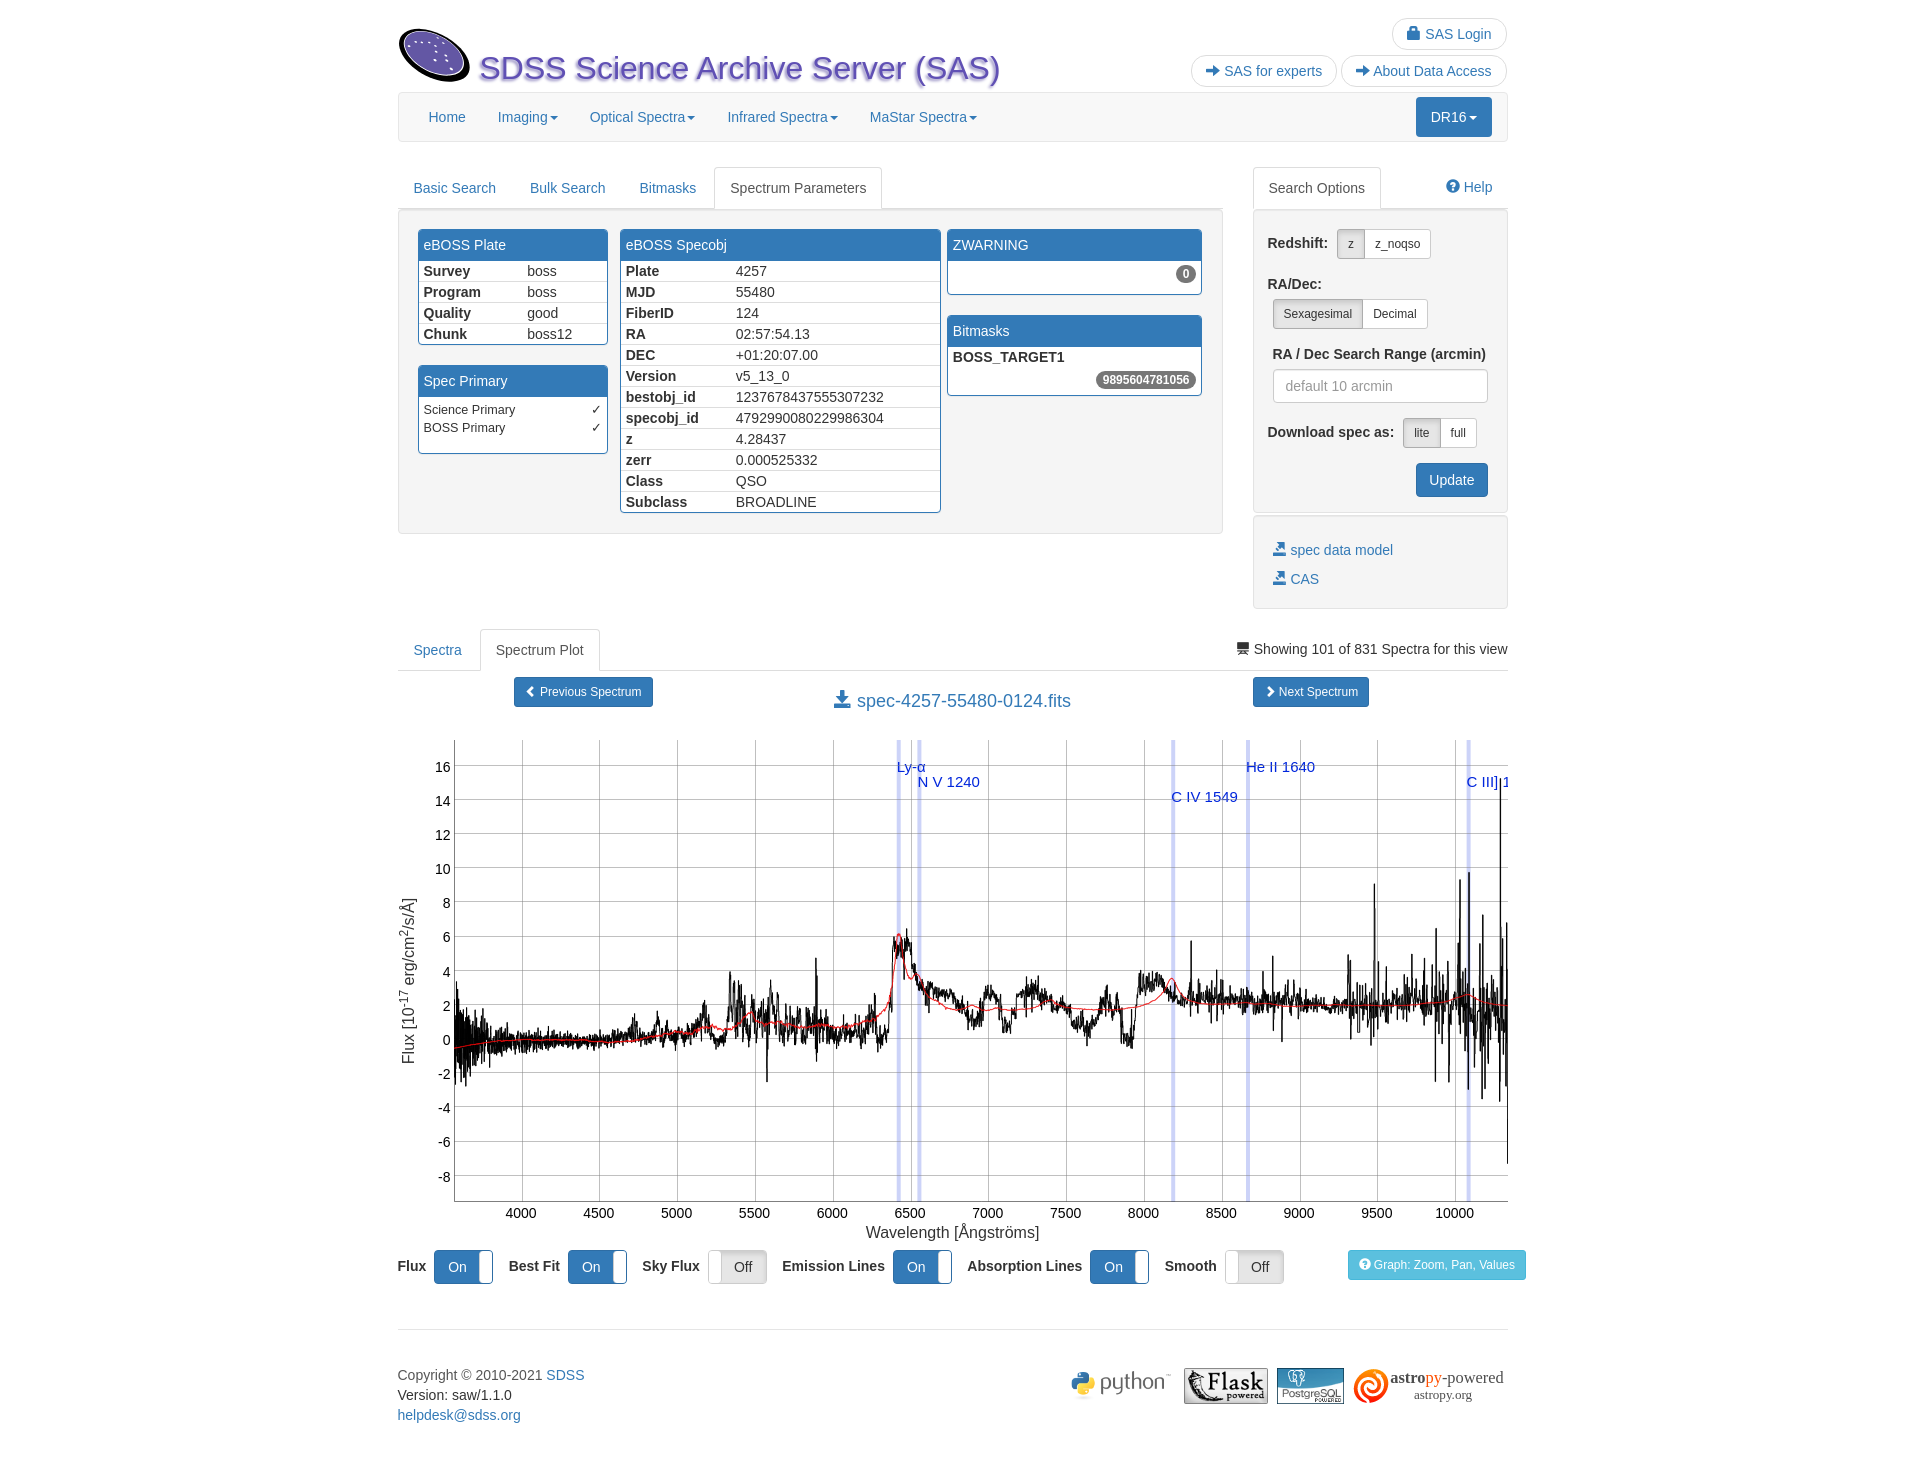 SAS Login
SDSS Science Archive Server (SAS)
SAS for experts
About Data Access
Home
Imaging
Optical Spectra
Infrared Spectra
MaStar Spectra
DR16
Basic Search
Bulk Search
Bitmasks
Spectrum Parameters
Search Options
Help
eBOSS Plate
Survey boss
Program boss
Quality good
Chunk boss12
Spec Primary
Science Primary ✓
BOSS Primary ✓
eBOSS Specobj
Plate 4257
MJD 55480
FiberID 124
RA 02:57:54.13
DEC +01:20:07.00
Version v5_13_0
bestobj_id 1237678437555307232
specobj_id 4792990080229986304
z 4.28437
zerr 0.000525332
Class QSO
Subclass BROADLINE
ZWARNING
0
Bitmasks
BOSS_TARGET1
9895604781056
Redshift: z z_noqso
RA/Dec:
Sexagesimal Decimal
RA / Dec Search Range (arcmin)
default 10 arcmin
Download spec as: lite full
Update
spec data model
CAS
Spectra
Spectrum Plot
Showing 101 of 831 Spectra for this view
Previous Spectrum
spec-4257-55480-0124.fits
Next Spectrum
Ly-α
N V 1240
C IV 1549
He II 1640
C III] 1
16
14
12
10
8
6
4
2
0
-2
-4
-6
-8
Flux [10-17 erg/cm2/s/Å]
4000 4500 5000 5500 6000 6500 7000 7500 8000 8500 9000 9500 10000
Wavelength [Ångströms]
Flux On Best Fit On Sky Flux Off Emission Lines On Absorption Lines On Smooth Off
Graph: Zoom, Pan, Values
Copyright © 2010-2021 SDSS
Version: saw/1.1.0
helpdesk@sdss.org
python
Flask
powered
PostgreSQL
POWERED
astropy-powered
astropy.org